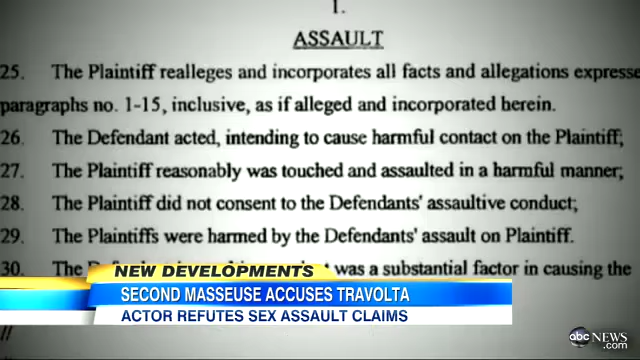 1.
ASSAULT
25. The Plaintiff realleges and incorporates all facts and allegations expresse
paragraphs no. 1-15, inclusive, as if alleged and incorporated herein.
26. The Defendant acted, intending to cause harmful contact on the Plaintiff;
27. The Plaintiff reasonably was touched and assaulted in a harmful manner;
28. The Plaintiff did not consent to the Defendants' assaultive conduct;
29. The Plaintiffs were harmed by the Defendants' assault on Plaintiff.
30. The was a substantial factor in causing the
NEW DEVELOPMENTS
SECOND MASSEUSE ACCUSES TRAVOLTA
ACTOR REFUTES SEX ASSAULT CLAIMS
abc NEWS
.com